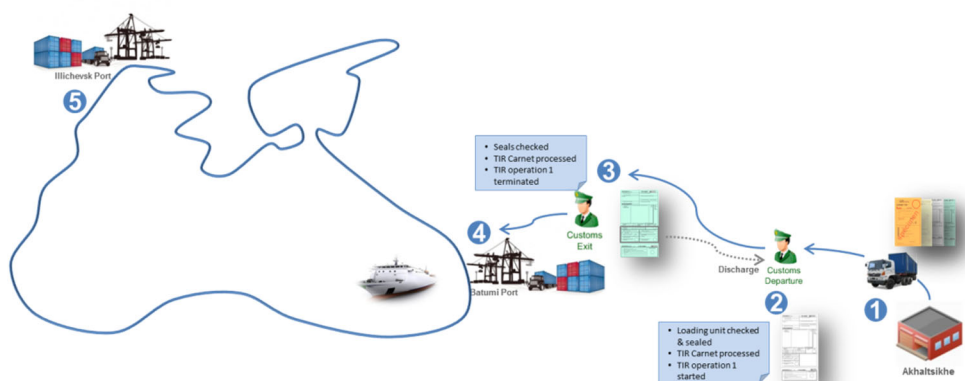 Illichevsk Port
5
• Seals checked
• TIR Carnet processed
• TIR operation 1
terminated
3
Customs
Exit
4
Batumi Port
Discharge
Customs
Departure
2
1
• Loading unit checked
& sealed
• TIR Carnet processed
• TIR operation 1
started
Akhaltsikhe